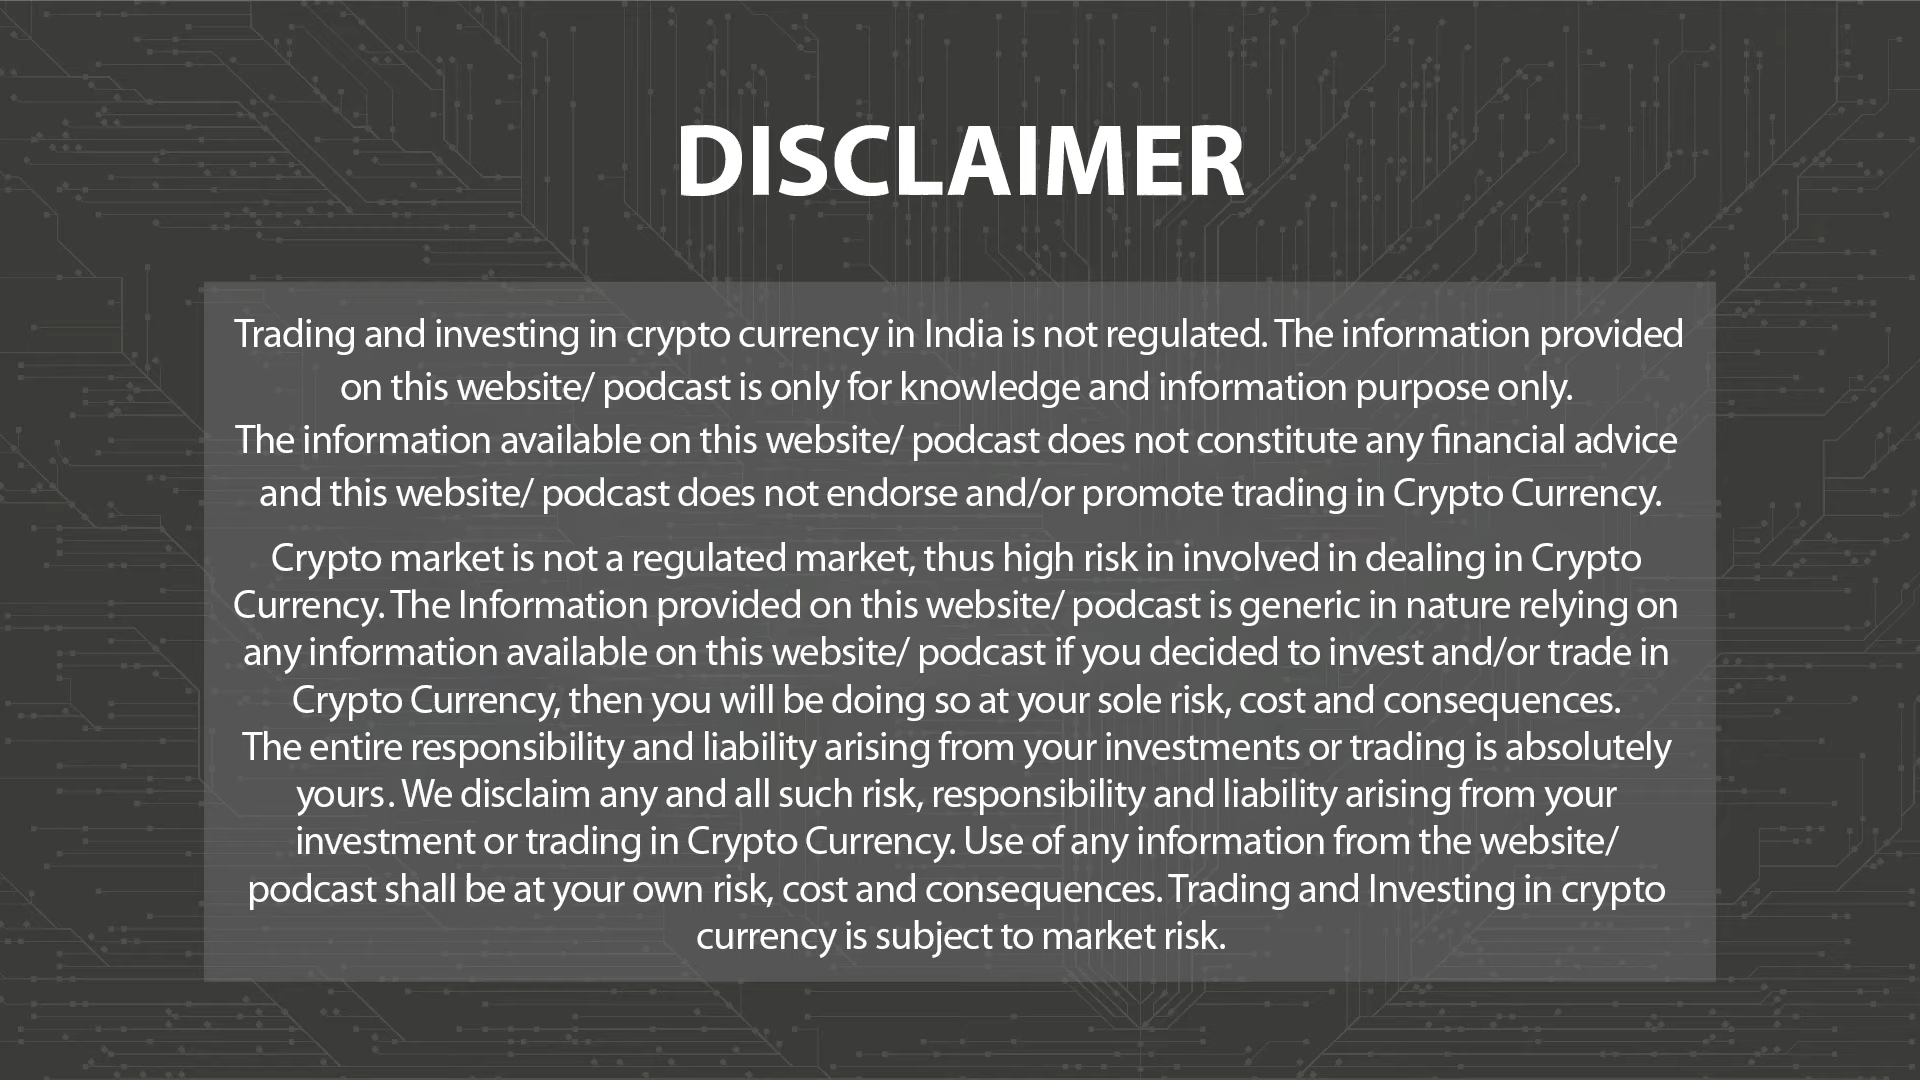 DISCLAIMER
Trading and investing in crypto currency in India is not regulated. The information provided
on this website/ podcast is only for knowledge and information purpose only.
The information available on this website/ podcast does not constitute any financial advice
and this website/ podcast does not endorse and/or promote trading in Crypto Currency.
Crypto market is not a regulated market, thus high risk in involved in dealing in Crypto
Currency. The Information provided on this website/ podcast is generic in nature relying on
any information available on this website/ podcast if you decided to invest and/or trade in
Crypto Currency, then you will be doing so at your sole risk, cost and consequences.
The entire responsibility and liability arising from your investments or trading is absolutely
yours. We disclaim any and all such risk, responsibility and liability arising from your
investment or trading in Crypto Currency. Use of any information from the website/
podcast shall be at your own risk, cost and consequences. Trading and Investing in crypto
currency is subject to market risk.